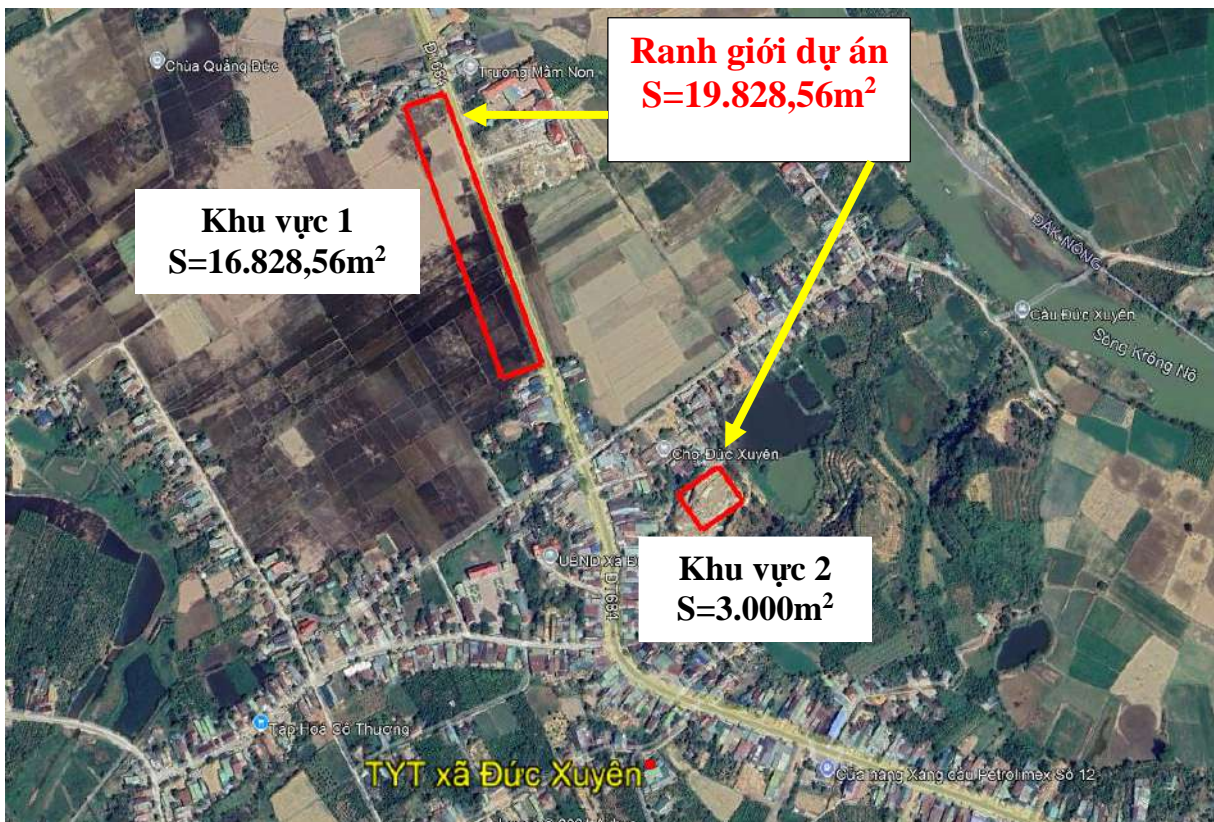 Ranh giới dự án
S=19.828,56m²
Chùa Quảng Đức
Trường Mầm Non
Khu vực 1
S=16.828,56m²
ĐẮK NÔNG
Cầu Đức Xuyên
Sông Krông Nô
Chợ Đức Xuyên
UBND Xã
Khu vực 2
S=3.000m²
ĐT684
Tạp Hoá Cô Thương
TYT xã Đức Xuyên
Cửa hàng Xăng dầu Petrolimex Số 12